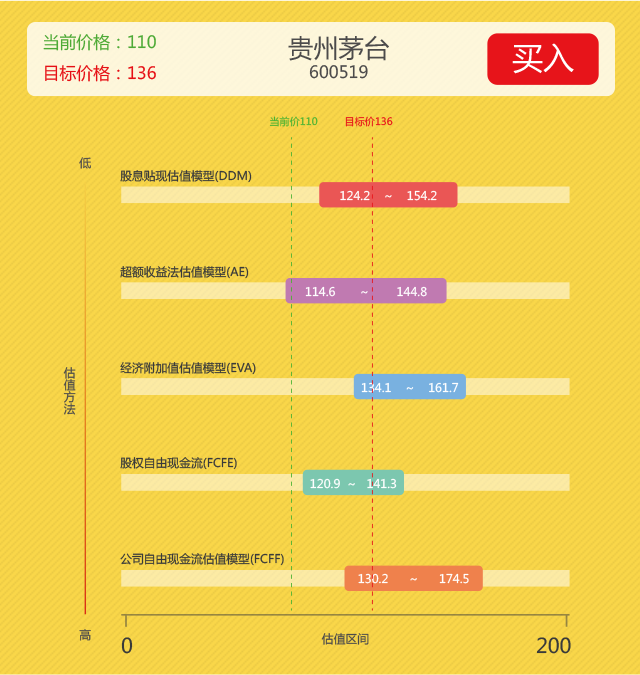 当前价格：110
目标价格：136
贵州茅台
600519
买入
当前价110
目标价136
低
股息贴现估值模型(DDM)
124.2 ~ 154.2
超额收益法估值模型(AE)
114.6 ~ 144.8
经济附加值估值模型(EVA)
134.1 ~ 161.7
估值方法
股权自由现金流(FCFE)
120.9 ~ 141.3
公司自由现金流估值模型(FCFF)
130.2 ~ 174.5
高
0
估值区间
200